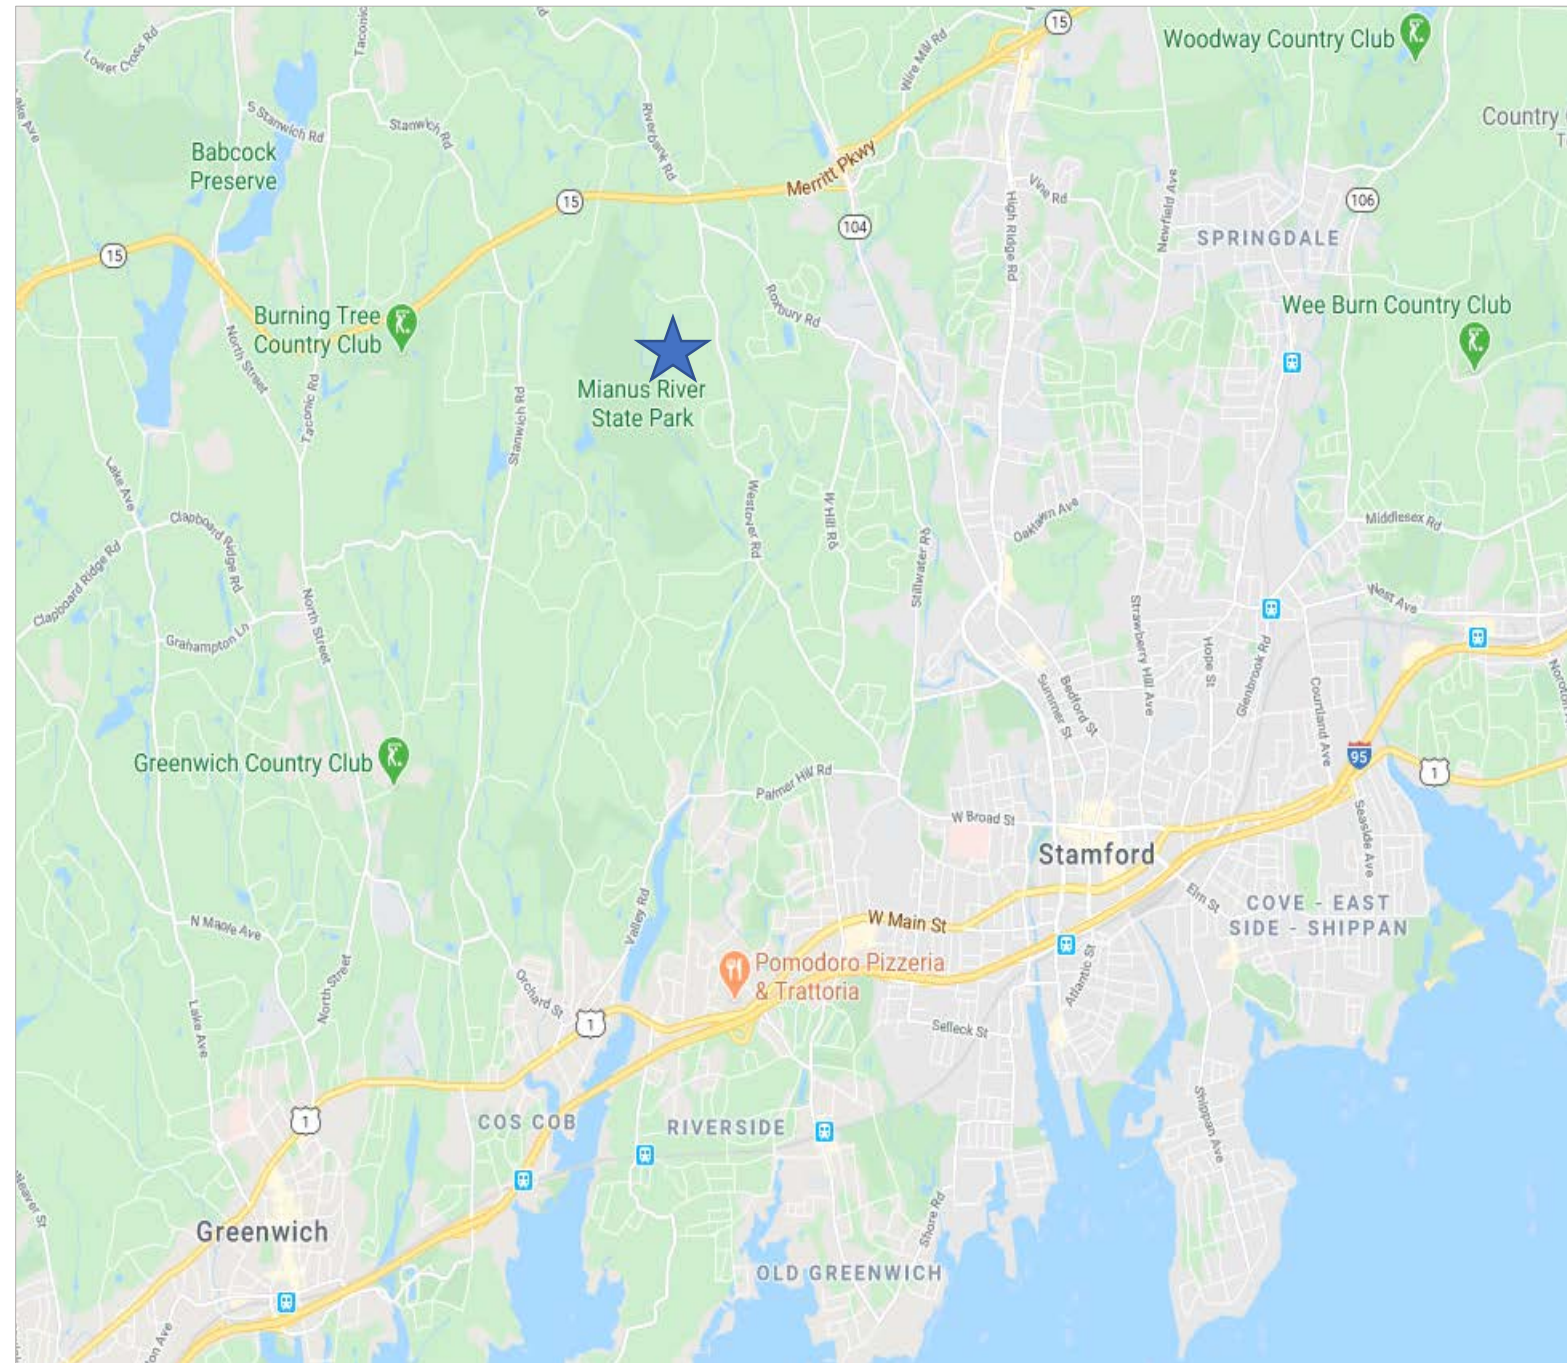 15
Woodway Country Club
Lower Cross Rd
Taconic
Wire Mill Rd
Country
S Stanwich Rd
Stanwich Rd
Riverbank Rd
Babcock
Preserve
Merritt Pkwy
15
Vine Rd
High Ridge Rd
Newfield Ave
106
104
SPRINGDALE
15
Roxbury Rd
Burning Tree
Country Club
Wee Burn Country Club
North Street
Taconic Rd
Stanwich Rd
Mianus River
State Park
Lake Ave
Clapboard Ridge Rd
Clapboard Ridge Rd
Westover Rd
W Hill Rd
Stillwater Rd
Oaklawn Ave
Middlesex Rd
West Ave
North Street
Grahampton Ln
Strawberry Hill Ave
Hope St
Glenbrook Rd
Courtland Ave
Summer St
Bedford St
Greenwich Country Club
Palmer Hill Rd
95
1
W Broad St
Stamford
Seaside Ave
Elm St
COVE - EAST
SIDE - SHIPPAN
N Maple Ave
Valley Rd
W Main St
Pomodoro Pizzeria
& Trattoria
North Street
Orchard St
Atlantic St
1
Selleck St
Lake Ave
1
COS COB
RIVERSIDE
Shippan Ave
Greenwich
Shore Rd
OLD GREENWICH